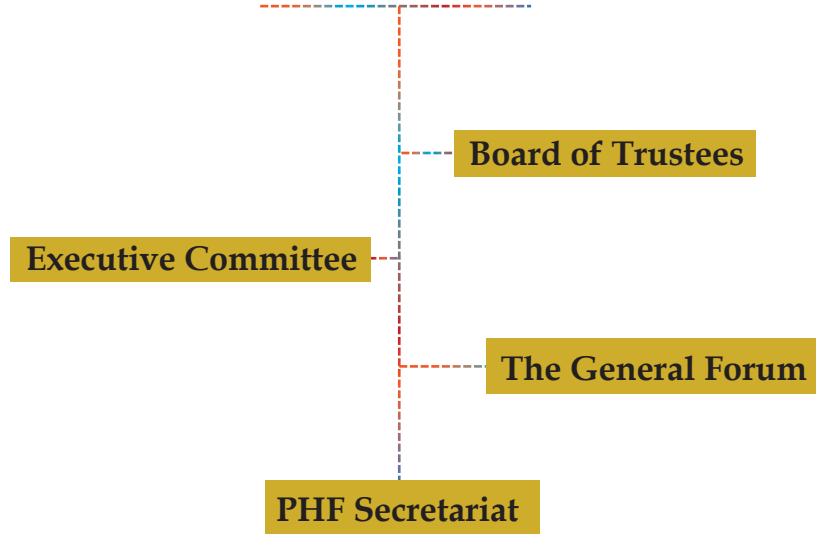 Board of Trustees
Executive Committee
The General Forum
PHF Secretariat